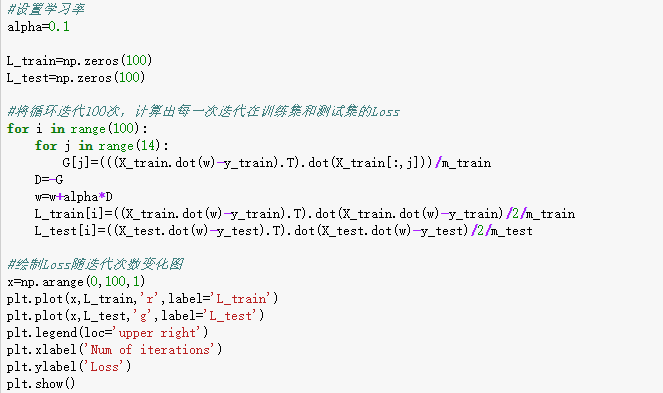 #设置学习率
alpha=0.1
L_train=np.zeros(100)
L_test=np.zeros(100)
#将循环迭代100次，计算出每一次迭代在训练集和测试集的Loss
for i in range(100):
    for j in range(14):
        G[j]=(((X_train.dot(w)-y_train).T).dot(X_train[:,j]))/m_train
    D=-G
    w=w+alpha*D
    L_train[i]=((X_train.dot(w)-y_train).T).dot(X_train.dot(w)-y_train)/2/m_train
    L_test[i]=((X_test.dot(w)-y_test).T).dot(X_test.dot(w)-y_test)/2/m_test
#绘制Loss随迭代次数变化图
x=np.arange(0,100,1)
plt.plot(x,L_train,'r',label='L_train')
plt.plot(x,L_test,'g',label='L_test')
plt.legend(loc='upper right')
plt.xlabel('Num of iterations')
plt.ylabel('Loss')
plt.show()